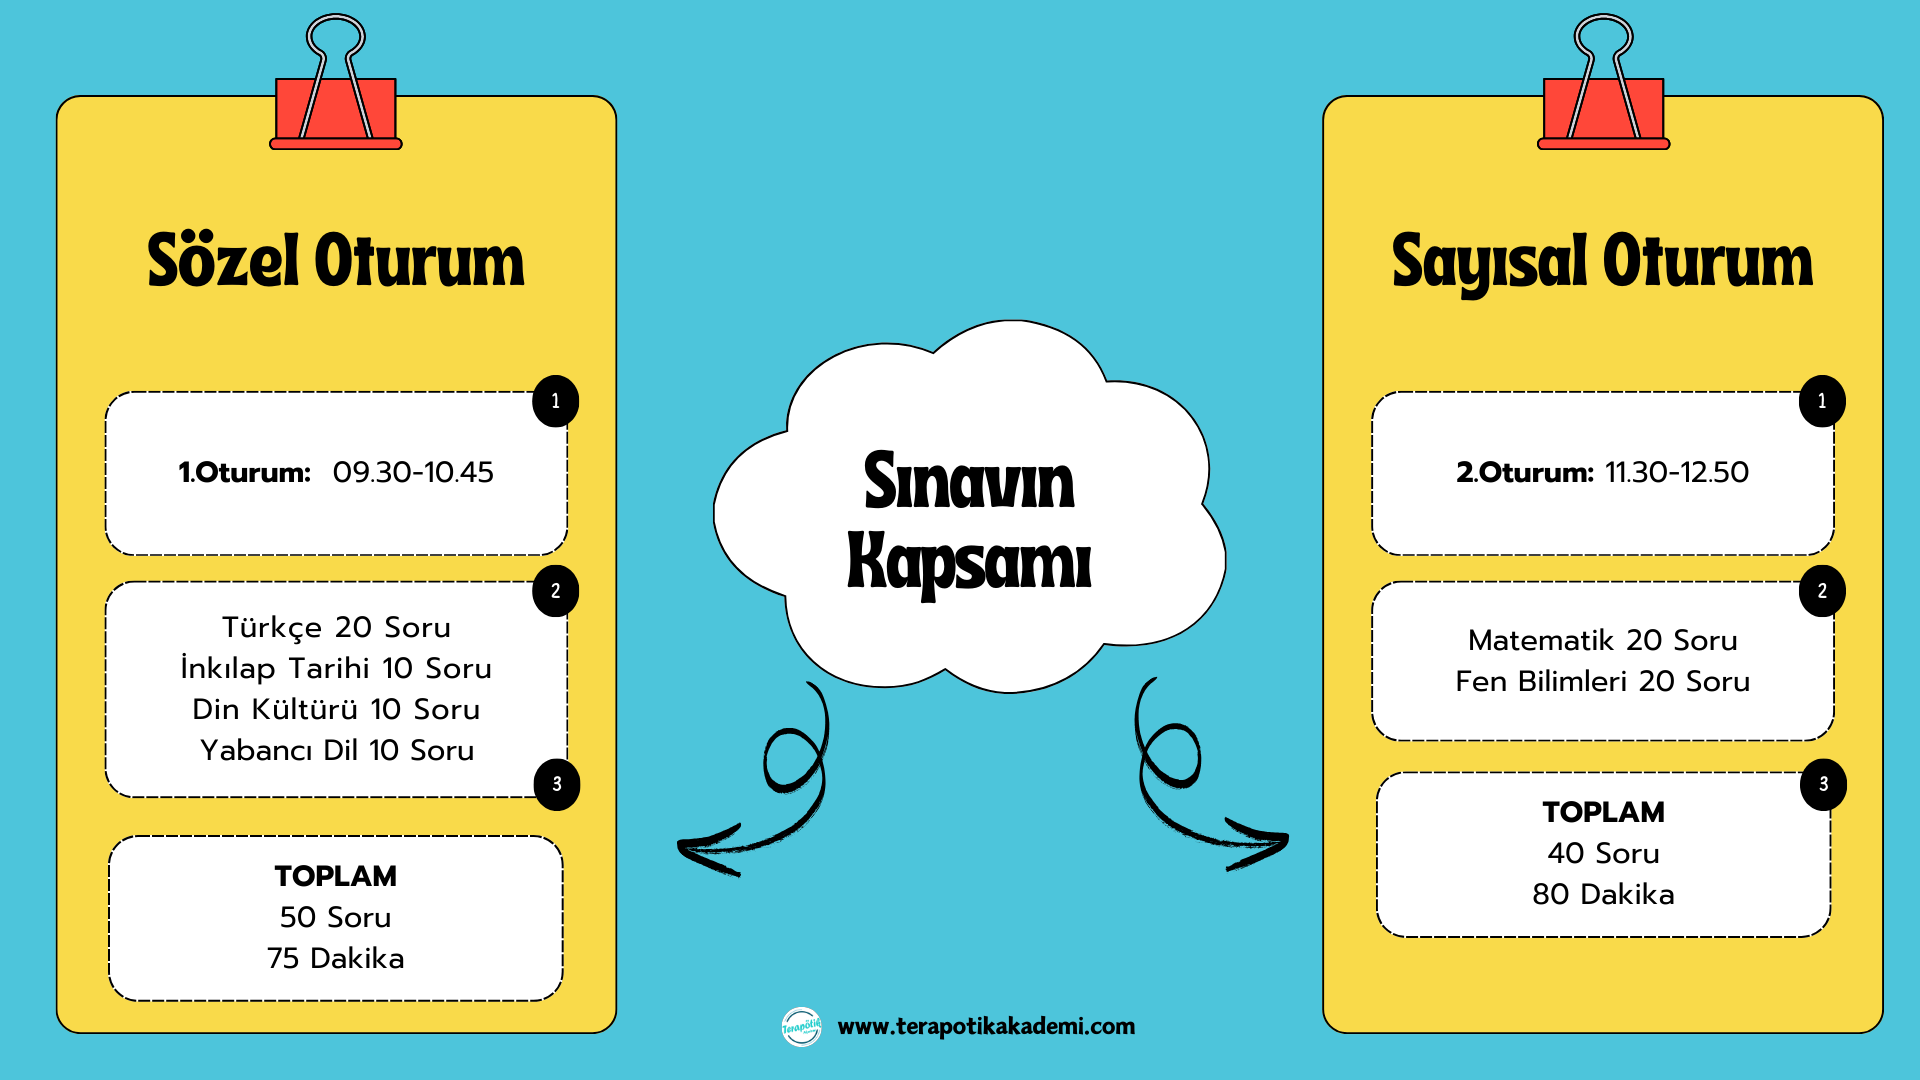 Sözel Oturum
1
1.Oturum: 09.30-10.45
2
Türkçe 20 Soru
İnkılap Tarihi 10 Soru
Din Kültürü 10 Soru
Yabancı Dil 10 Soru
3
TOPLAM
50 Soru
75 Dakika
Sınavın
Kapsamı
Sayısal Oturum
1
2.Oturum: 11.30-12.50
2
Matematik 20 Soru
Fen Bilimleri 20 Soru
3
TOPLAM
40 Soru
80 Dakika
Terapötik
www.terapotikakademi.com